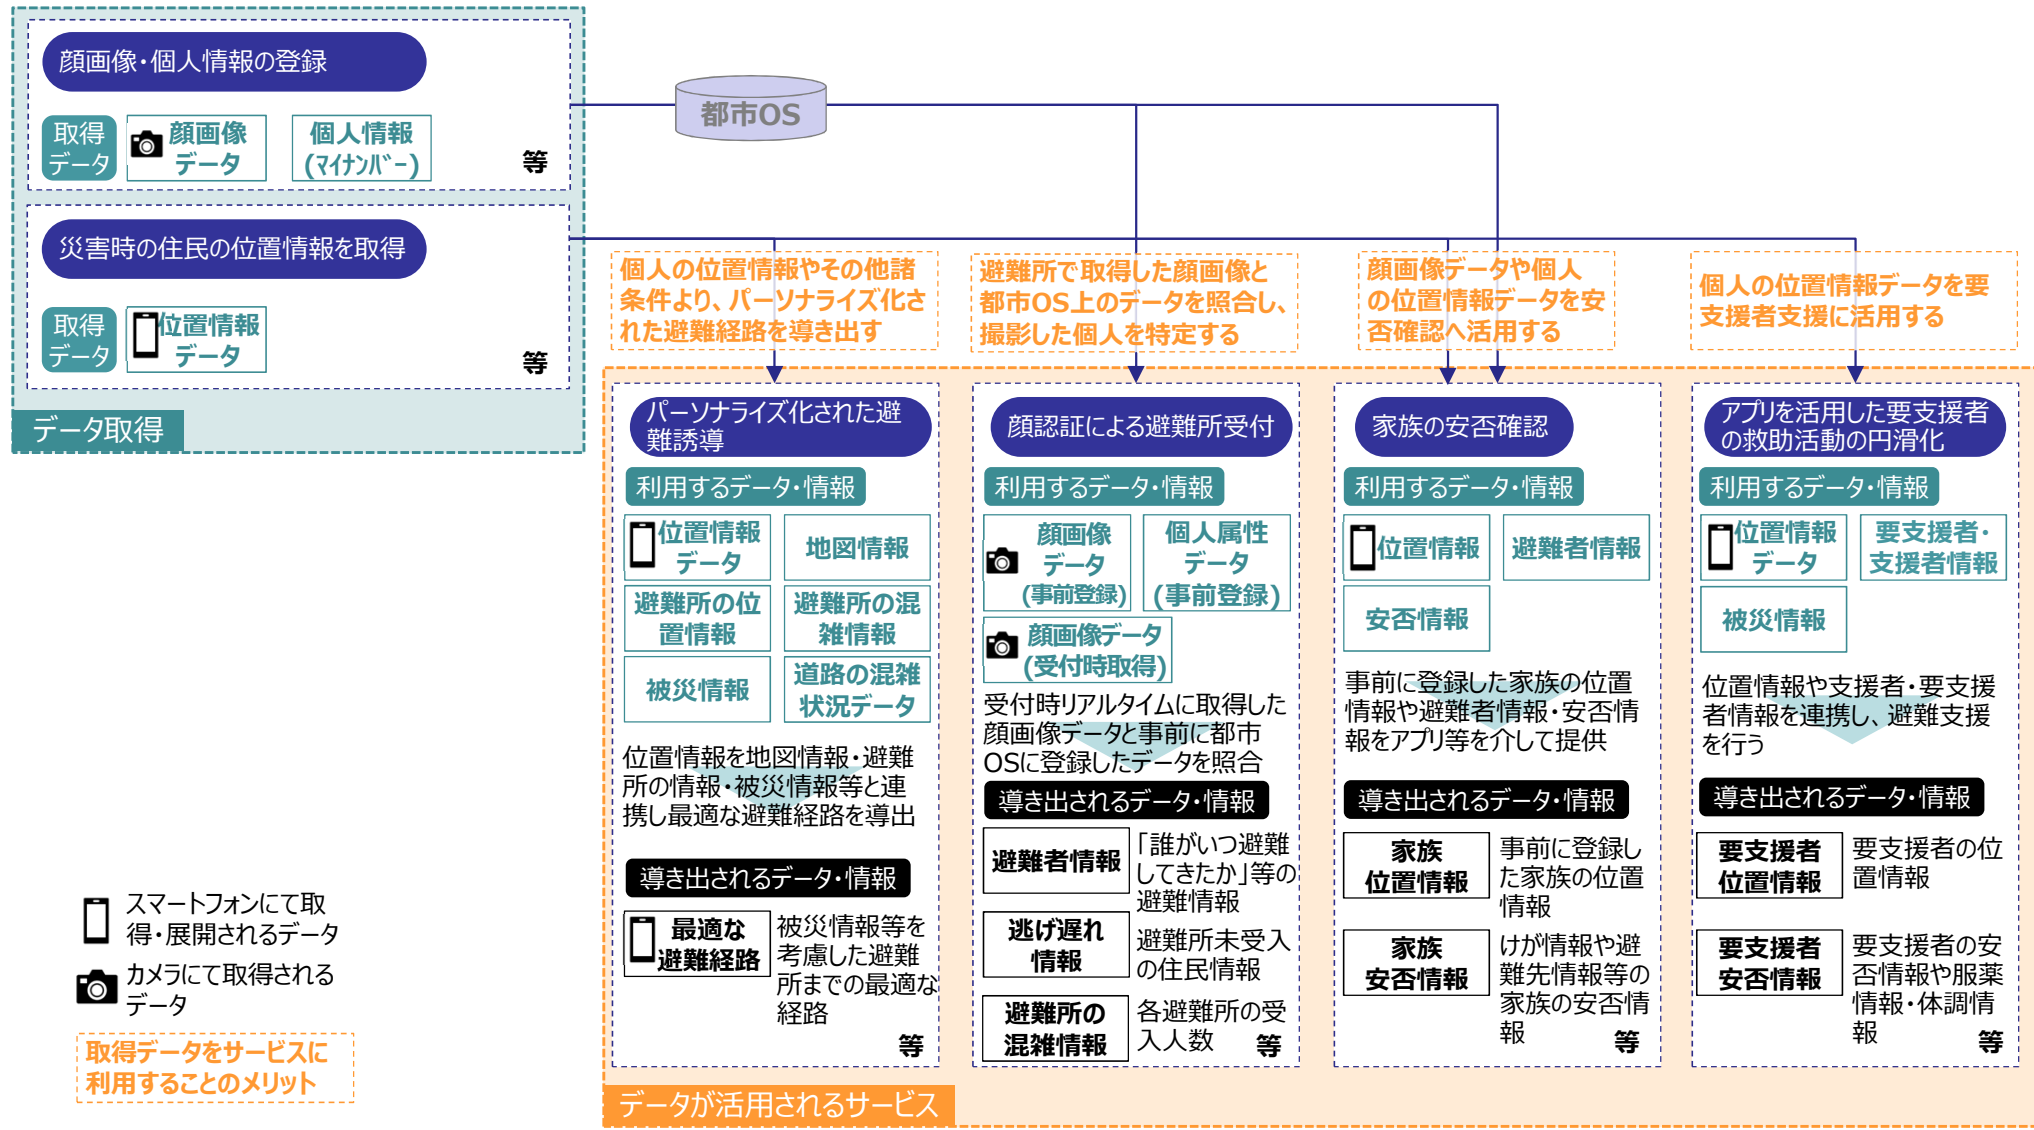 顔画像・個人情報の登録
取得
データ
顔画像
データ
個人情報
(ﾏｲﾅﾝﾊﾞｰ)
等
都市OS
災害時の住民の位置情報を取得
取得
データ
位置情報
データ
等
データ取得
個人の位置情報やその他諸
条件より、パーソナライズ化さ
れた避難経路を導き出す
避難所で取得した顔画像と
都市OS上のデータを照合し、
撮影した個人を特定する
顔画像データや個人
の位置情報データを安
否確認へ活用する
個人の位置情報データを要
支援者支援に活用する
パーソナライズ化された避
難誘導
利用するデータ・情報
位置情報
データ
地図情報
避難所の位
置情報
避難所の混
雑情報
被災情報
道路の混雑
状況データ
位置情報を地図情報・避難
所の情報・被災情報等と連
携し最適な避難経路を導出
導き出されるデータ・情報
最適な
避難経路
被災情報等を
考慮した避難
所までの最適な
経路
等
顔認証による避難所受付
利用するデータ・情報
顔画像
データ
(事前登録)
個人属性
データ
(事前登録)
顔画像データ
(受付時取得)
受付時リアルタイムに取得した
顔画像データと事前に都市
OSに登録したデータを照合
導き出されるデータ・情報
避難者情報
「誰がいつ避難
してきたか」等の
避難情報
逃げ遅れ
情報
避難所未受入
の住民情報
避難所の
混雑情報
各避難所の受
入人数
等
家族の安否確認
利用するデータ・情報
位置情報
避難者情報
安否情報
事前に登録した家族の位置
情報や避難者情報・安否情
報をアプリ等を介して提供
導き出されるデータ・情報
家族
位置情報
事前に登録し
た家族の位置
情報
家族
安否情報
けが情報や避
難先情報等の
家族の安否情
報
等
アプリを活用した要支援者
の救助活動の円滑化
利用するデータ・情報
位置情報
データ
要支援者・
支援者情報
被災情報
位置情報や支援者・要支援
者情報を連携し、避難支援
を行う
導き出されるデータ・情報
要支援者
位置情報
要支援者の位
置情報
要支援者
安否情報
要支援者の安
否情報や服薬
情報・体調情
報
等
データが活用されるサービス
スマートフォンにて取
得・展開されるデータ
カメラにて取得される
データ
取得データをサービスに
利用することのメリット